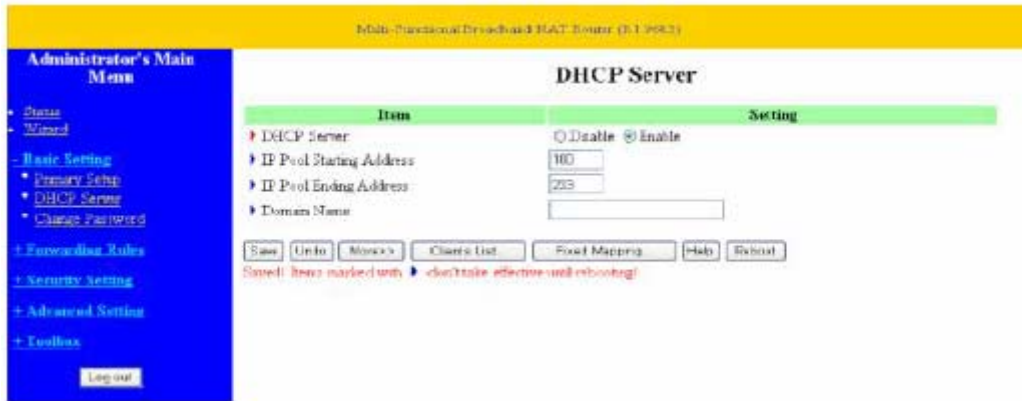 Multi-Functional Broadband NAT Router
Administrator's Main
Menu
Status
Wizard
- Basic Setting
Primary Setup
DHCP Server
Change Password
+ Forwarding Rules
+ Security Setting
+ Advanced Setting
+ Toolbox
Log out
DHCP Server
Item Setting
DHCP Server Disable Enable
IP Pool Starting Address 100
IP Pool Ending Address
Domain Name
Save Undo More>> Clients List... Fixed Mapping... Help Reboot
Saved! Items marked with don't take effective until rebooting!